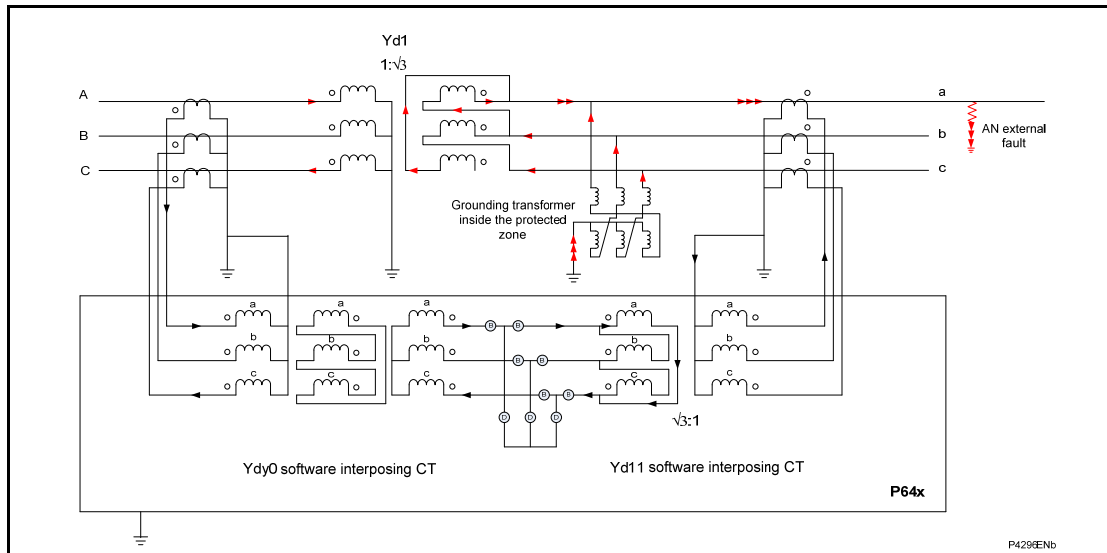 Yd1
1:√3
A
B
C
a
b
c
AN external
fault
Grounding transformer
inside the protected
zone
a
b
c
a
b
c
a
b
c
a
b
c
a
b
c
B
B
B
B
B
B
D
D
D
√3:1
Ydy0 software interposing CT
Yd11 software interposing CT
P64x
P4296ENb